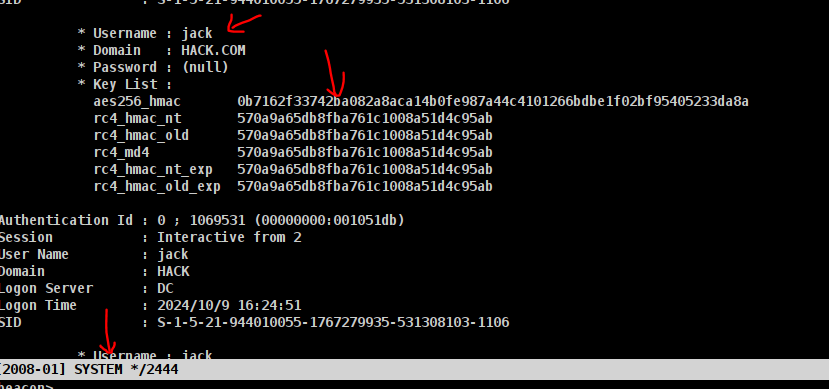 SID : S-1-5-21-944010055-1767279935-531308103-1106
* Username : jack
* Domain : HACK.COM
* Password : (null)
* Key List :
aes256_hmac 0b7162f33742ba082a8aca14b0fe987a44c4101266bdbe1f02bf95405233da8a
rc4_hmac_nt 570a9a65db8fba761c1008a51d4c95ab
rc4_hmac_old 570a9a65db8fba761c1008a51d4c95ab
rc4_md4 570a9a65db8fba761c1008a51d4c95ab
rc4_hmac_nt_exp 570a9a65db8fba761c1008a51d4c95ab
rc4_hmac_old_exp 570a9a65db8fba761c1008a51d4c95ab
Authentication Id : 0 ; 1069531 (00000000:001051db)
Session : Interactive from 2
User Name : jack
Domain : HACK
Logon Server : DC
Logon Time : 2024/10/9 16:24:51
SID : S-1-5-21-944010055-1767279935-531308103-1106
* Username : jack
[2008-01] SYSTEM */2444
beacon>